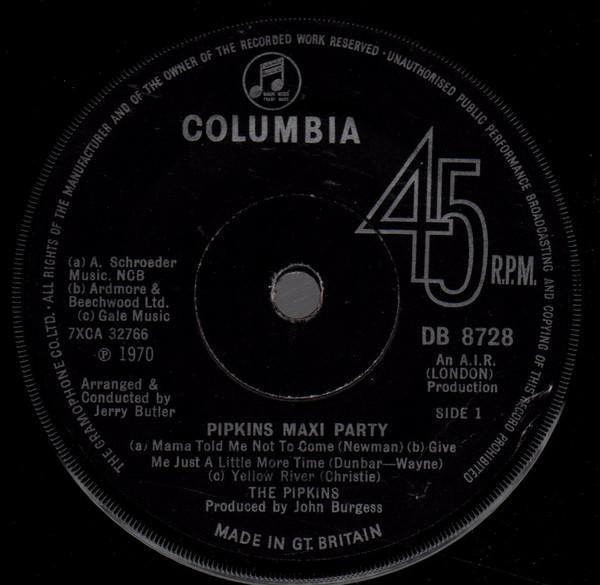 THE GRAMOPHONE CO. LTD. · ALL RIGHTS OF THE MANUFACTURER AND OF THE OWNER OF THE RECORDED WORK RESERVED · UNAUTHORISED PUBLIC PERFORMANCE BROADCASTING AND COPYING OF THIS RECORD PROHIBITED
COLUMBIA
45
R.P.M.
(a) A. Schroeder
Music. NCB
(b) Ardmore &
Beechwood Ltd.
(c) Gale Music
7XCA 32766
Ⓟ 1970
Arranged &
Conducted by
Jerry Butler
DB 8728
An A.I.R.
(LONDON)
Production
SIDE 1
PIPKINS MAXI PARTY
(a) Mama Told Me Not To Come (Newman) (b) Give
Me Just A Little More Time (Dunbar—Wayne)
(c) Yellow River (Christie)
THE PIPKINS
Produced by John Burgess
MADE IN GT. BRITAIN